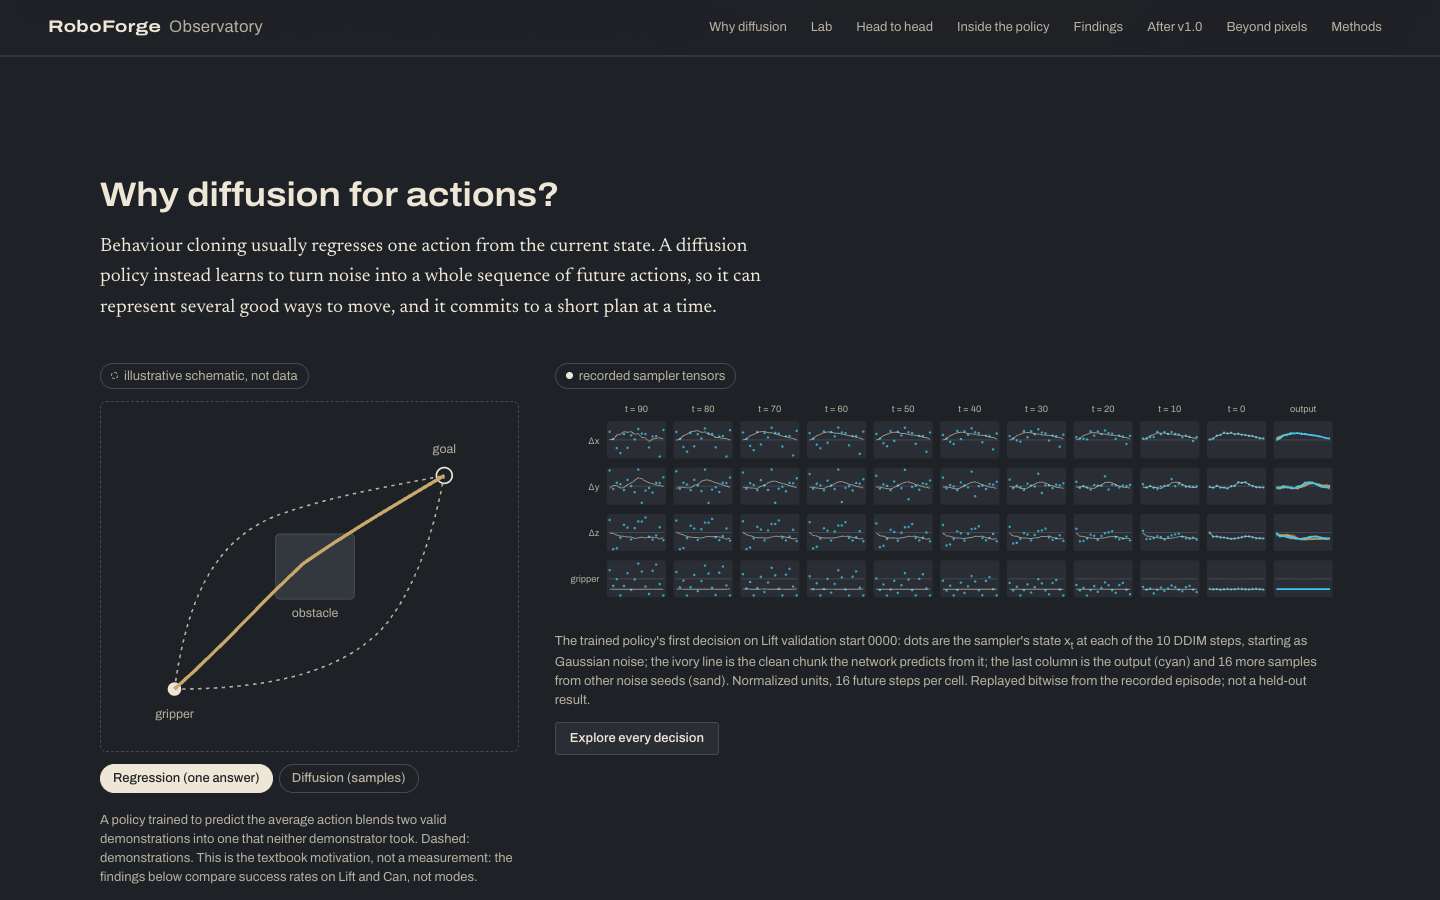 RoboForge Observatory
Why diffusion Lab Head to head Inside the policy Findings After v1.0 Beyond pixels Methods
Why diffusion for actions?
Behaviour cloning usually regresses one action from the current state. A diffusion
policy instead learns to turn noise into a whole sequence of future actions, so it can
represent several good ways to move, and it commits to a short plan at a time.
illustrative schematic, not data
goal
obstacle
gripper
Regression (one answer) Diffusion (samples)
A policy trained to predict the average action blends two valid
demonstrations into one that neither demonstrator took. Dashed:
demonstrations. This is the textbook motivation, not a measurement: the
findings below compare success rates on Lift and Can, not modes.
recorded sampler tensors
t = 90 t = 80 t = 70 t = 60 t = 50 t = 40 t = 30 t = 20 t = 10 t = 0 output
Δx
Δy
Δz
gripper
The trained policy's first decision on Lift validation start 0000: dots are the sampler's state xt at each of the 10 DDIM steps, starting as
Gaussian noise; the ivory line is the clean chunk the network predicts from it; the last column is the output (cyan) and 16 more samples
from other noise seeds (sand). Normalized units, 16 future steps per cell. Replayed bitwise from the recorded episode; not a held-out
result.
Explore every decision